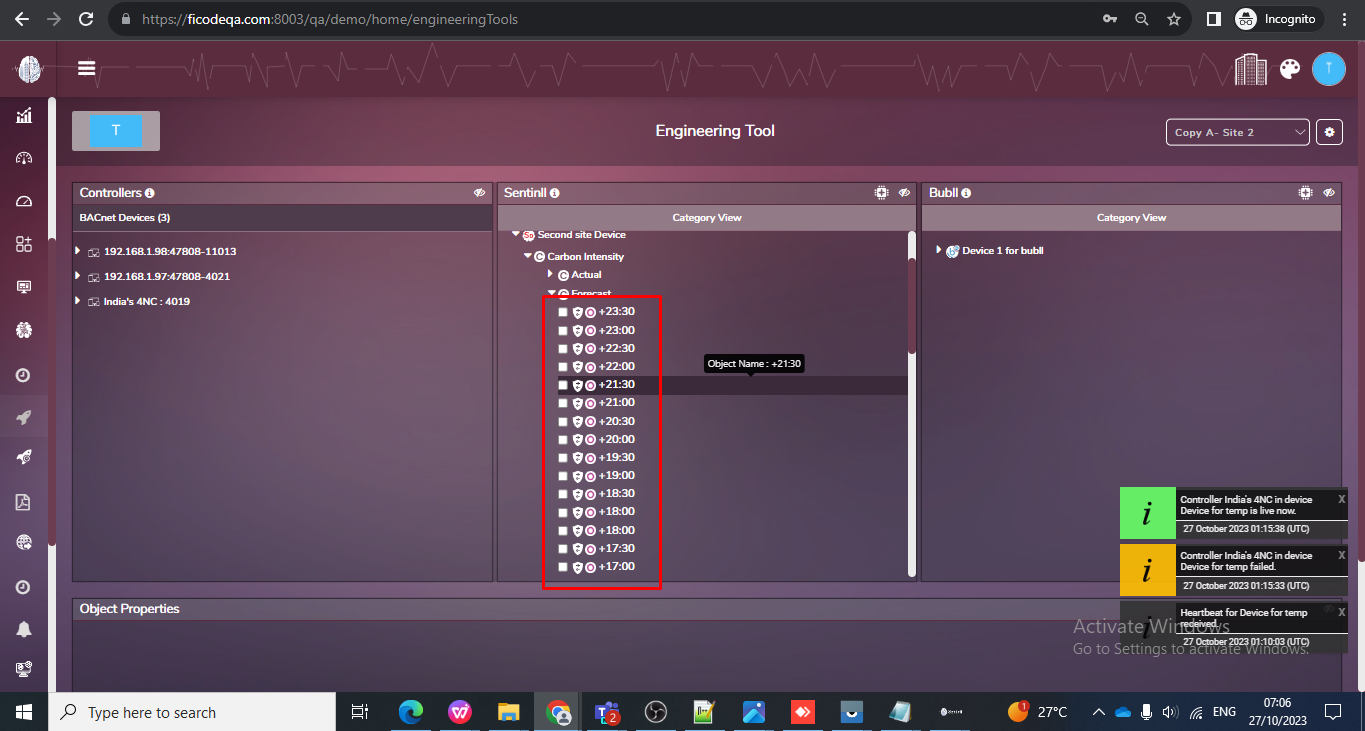 https://ficodeqa.com:8003/qa/demo/home/engineeringTools
Incognito
T
T
Engineering Tool
Copy A- Site 2
Controllers
BACnet Devices (3)
192.168.1.98:47808-11013
192.168.1.97:47808-4021
India's 4NC : 4019
Sentinll
Category View
Second site Device
Carbon Intensity
Actual
Forecast
+23:30
+23:00
+22:30
+22:00
+21:30
+21:00
+20:30
+20:00
+19:30
+19:00
+18:30
+18:00
+18:00
+17:30
+17:00
Object Name : +21:30
Bubll
Category View
Device 1 for bubll
Controller India's 4NC in device
Device for temp is live now.
X
27 October 2023 01:15:38 (UTC)
Controller India's 4NC in device
Device for temp failed.
X
27 October 2023 01:15:33 (UTC)
Heartbeat for Device for temp
received.
X
27 October 2023 01:10:03 (UTC)
Object Properties
Activate Windows
Go to Settings to activate Windows.
Type here to search
2
1
27°C
ENG
07:06
27/10/2023